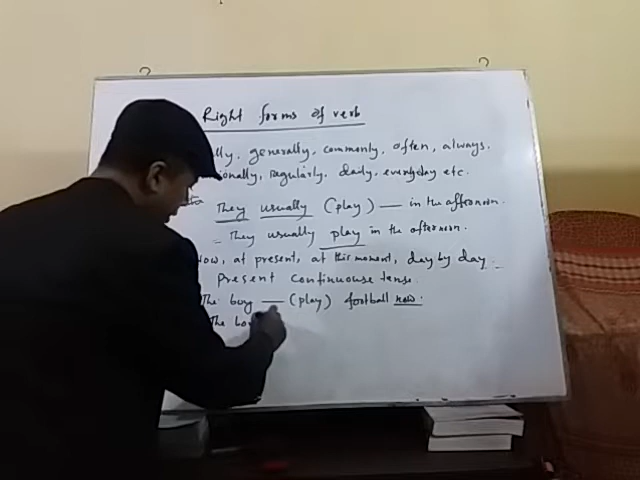 Right forms of verb
lly, generally, commonly, often, always.
ionally, regularly, daily, everyday etc.
They usually (play) — in the afternoon.
= They usually play in the afternoon.
Now, at present, at this moment, day by day.
Present continuouse tense.
The boy — (play) football now.
The bo